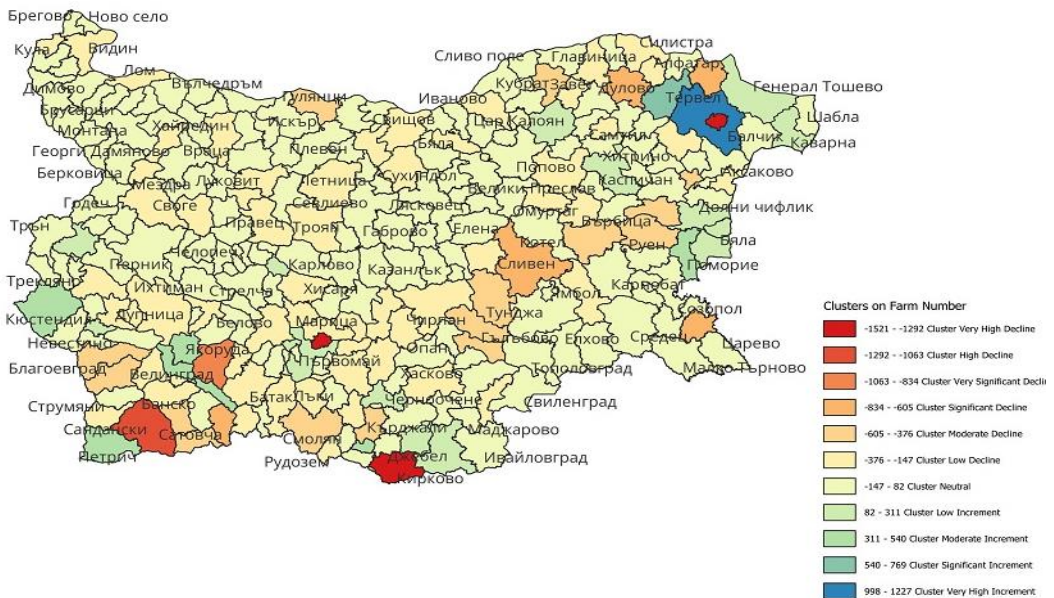 Брегово
Ново село
Кула
Видин
Сливо поле
Силистра
Лом
Главиница
Алфатар
Димово
Вълчедръм
Гулянци
Кубрат
Завет
Дулово
Генерал Тошево
Брусарци
Искър
Иваново
Тервел
Монтана
Хайредин
Свищов
Цар Калоян
Шабла
Георги Дамяново
Враца
Плевен
Бяла
Самуил
Балчик
Каварна
Берковица
Хитрино
Мездра
Луковит
Летница
Сухиндол
Попово
Каспичан
Аксаково
Годеч
Своге
Севлиево
Лясковец
Велики Преслав
Долни чифлик
Трън
Правец
Троян
Габрово
Елена
Омуртаг
Върбица
Бяла
Челопеч
Котел
Руен
Перник
Карлово
Казанлък
Сливен
Поморие
Трекляно
Ихтиман
Стрелча
Хисаря
Карнобат
Кюстендил
Дупница
Ямбол
Созопол
Невестино
Белово
Марица
Чирпан
Тунджа
Средец
Царево
Благоевград
Якоруда
Първомай
Опан
Гълъбово
Елхово
Велинград
Хасково
Тополовград
Малко Търново
Струмяни
Банско
Батак
Лъки
Черноочене
Свиленград
Сандански
Сатовча
Смолян
Кърджали
Маджарово
Петрич
Рудозем
Джебел
Ивайловград
Кирково
Clusters on Farm Number
-1521 - -1292 Cluster Very High Decline
-1292 - -1063 Cluster High Decline
-1063 - -834 Cluster Very Significant Declin
-834 - -605 Cluster Significant Decline
-605 - -376 Cluster Moderate Decline
-376 - -147 Cluster Low Decline
-147 - 82 Cluster Neutral
82 - 311 Cluster Low Increment
311 - 540 Cluster Moderate Increment
540 - 769 Cluster Significant Increment
998 - 1227 Cluster Very High Increment